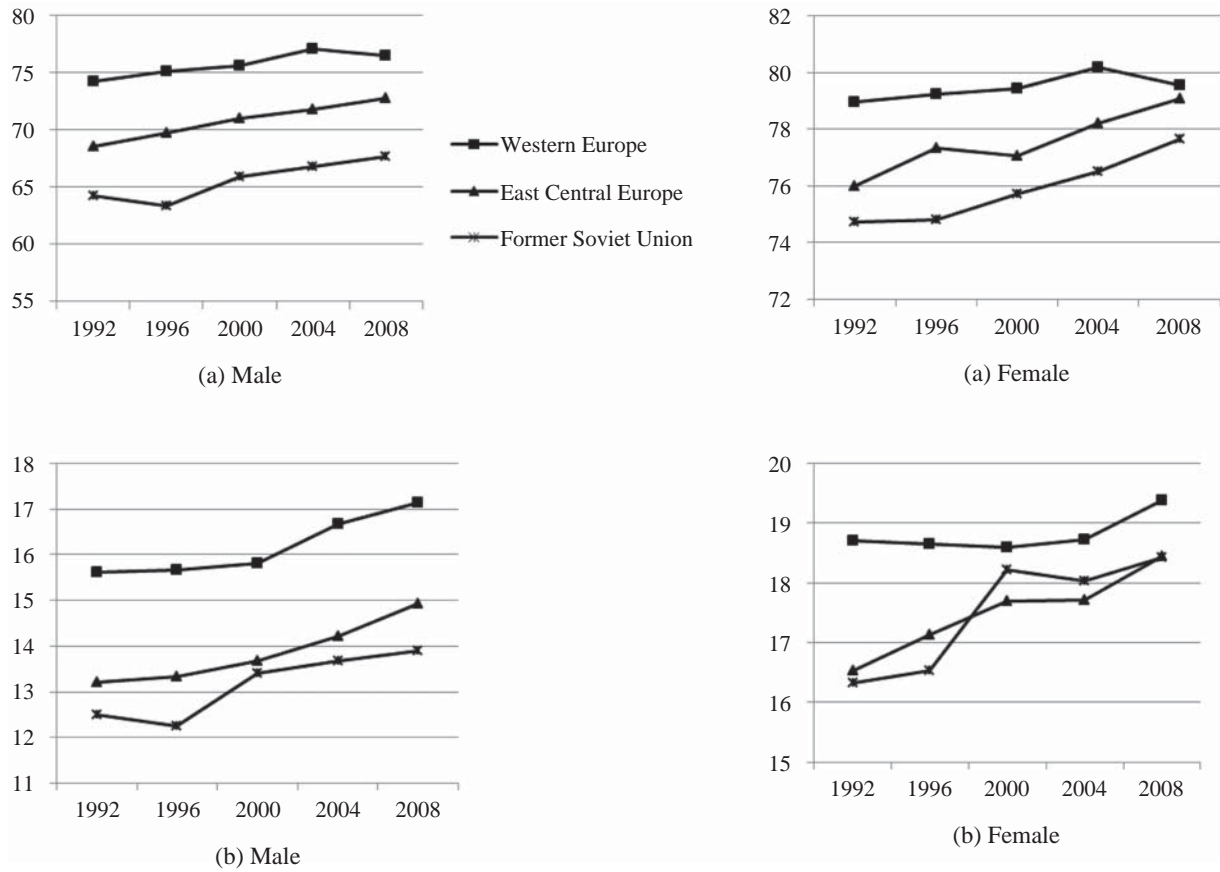 80
75
70
65
60
55
1992 1996 2000 2004 2008
(a) Male
Western Europe
East Central Europe
Former Soviet Union
82
80
78
76
74
72
1992 1996 2000 2004 2008
(a) Female
18
17
16
15
14
13
12
11
1992 1996 2000 2004 2008
(b) Male
20
19
18
17
16
15
1992 1996 2000 2004 2008
(b) Female